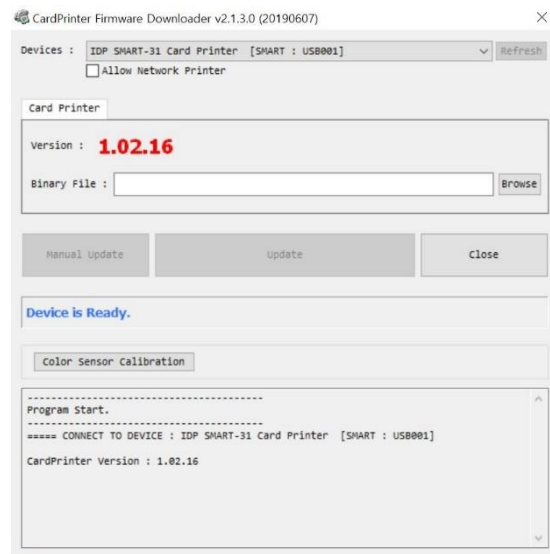 CardPrinter Firmware Downloader v2.1.3.0 (20190607)
Devices : IDP SMART-31 Card Printer [SMART : USB001] Refresh
Allow Network Printer
Card Printer
Version : 1.02.16
Binary File : Browse
Manual Update Update Close
Device is Ready.
Color Sensor Calibration
----------------------------------------
Program Start.
----------------------------------------
===== CONNECT TO DEVICE : IDP SMART-31 Card Printer [SMART : USB001]
CardPrinter Version : 1.02.16